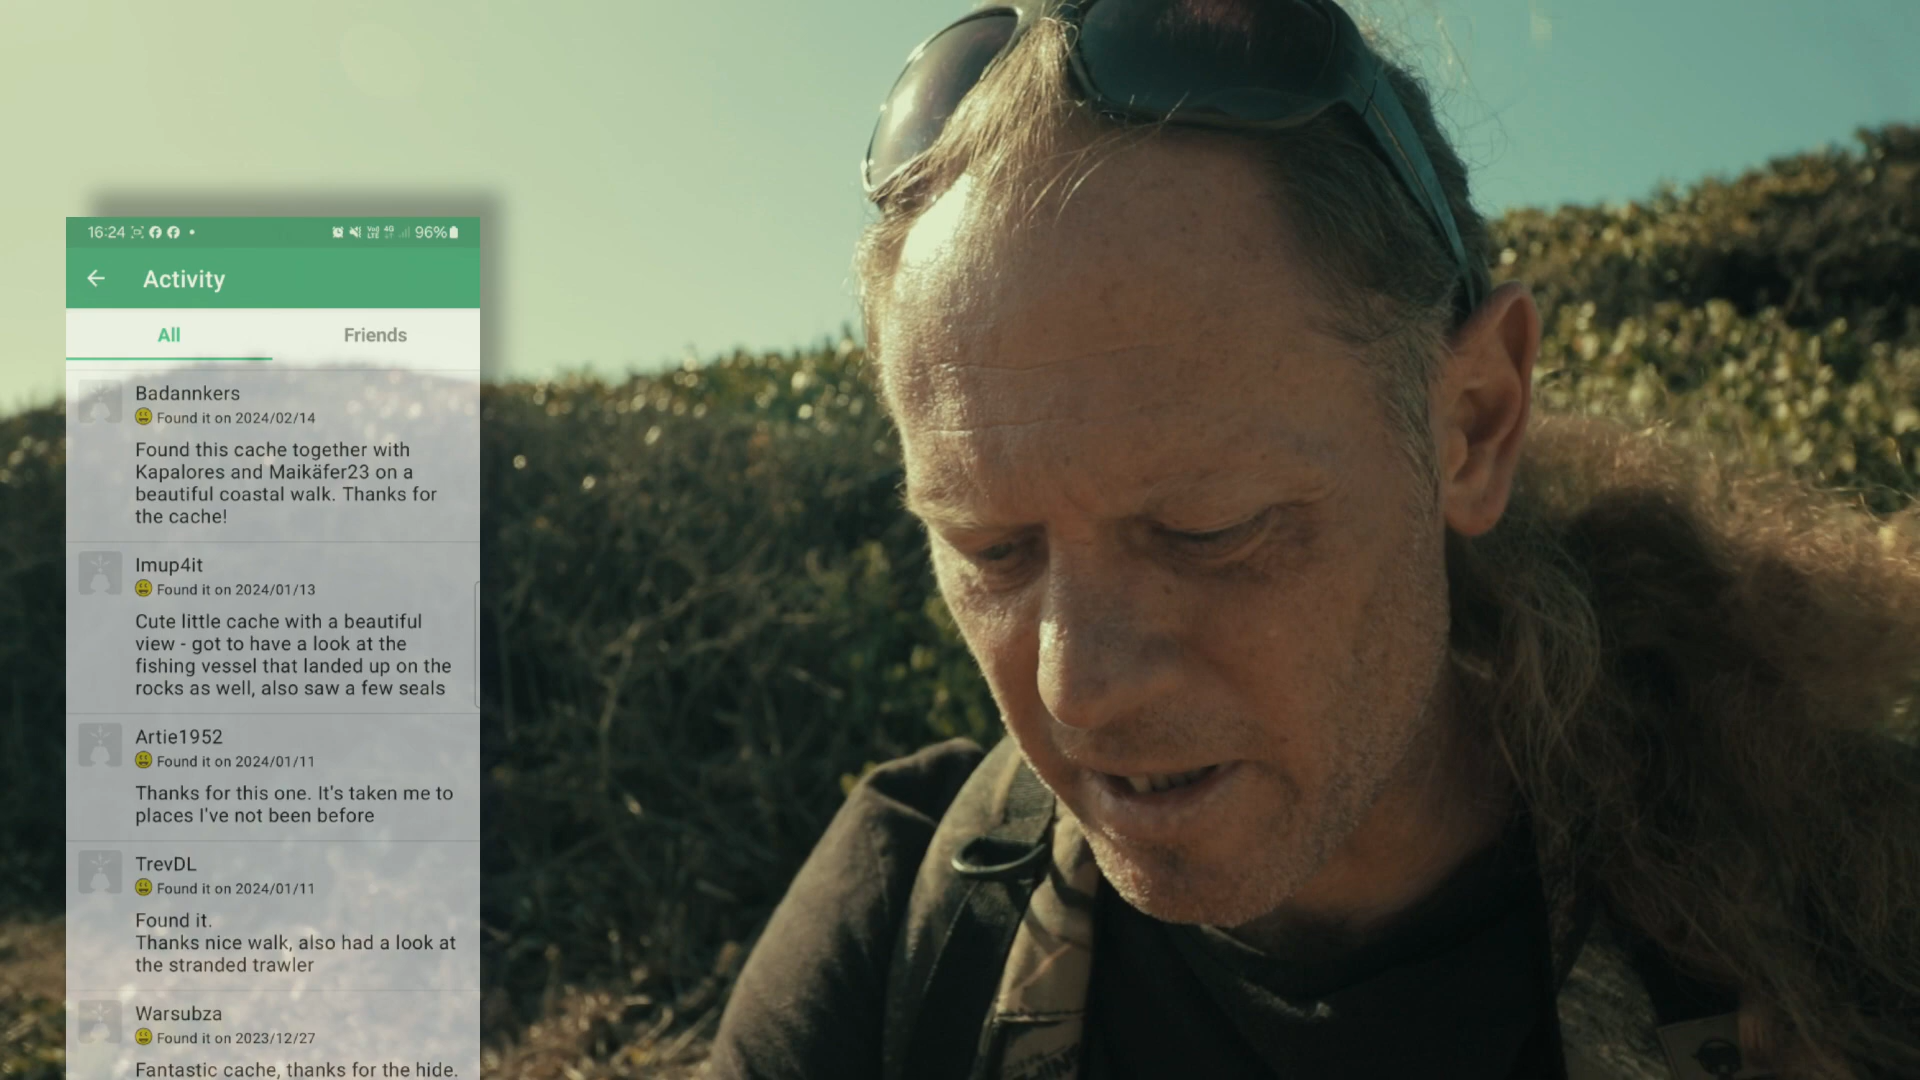 16:24 96%
Activity
All Friends
Badannkers
Found it on 2024/02/14
Found this cache together with
Kapalores and Maikäfer23 on a
beautiful coastal walk. Thanks for
the cache!
Imup4it
Found it on 2024/01/13
Cute little cache with a beautiful
view - got to have a look at the
fishing vessel that landed up on the
rocks as well, also saw a few seals
Artie1952
Found it on 2024/01/11
Thanks for this one. It's taken me to
places I've not been before
TrevDL
Found it on 2024/01/11
Found it.
Thanks nice walk, also had a look at
the stranded trawler
Warsubza
Found it on 2023/12/27
Fantastic cache, thanks for the hide.